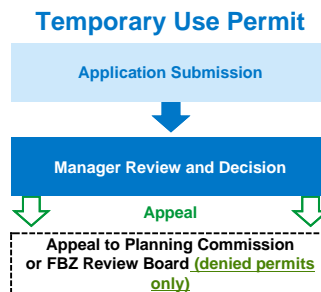 Temporary Use Permit
Application Submission
Manager Review and Decision
Appeal
Appeal to Planning Commission
or FBZ Review Board (denied permits
only)